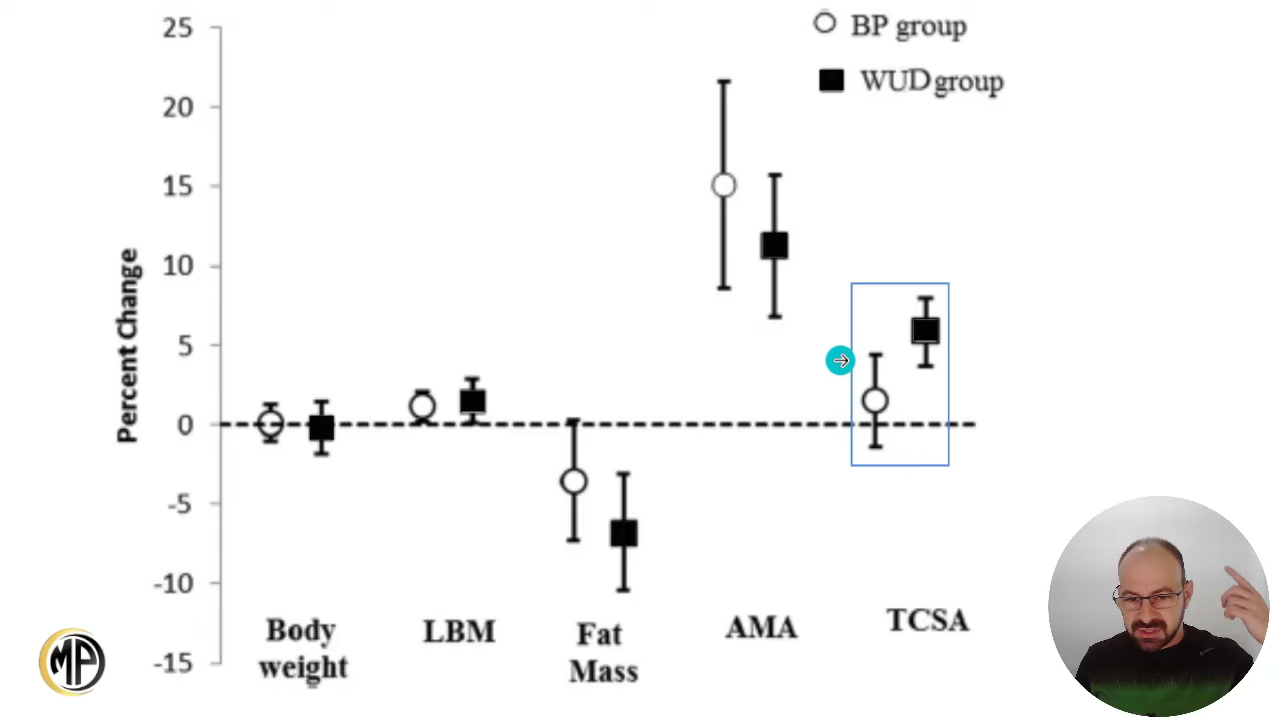 25
20
15
10
5
0
-5
-10
-15
Percent Change
BP group
WUD group
Body
weight
LBM
Fat
Mass
AMA
TCSA
MP